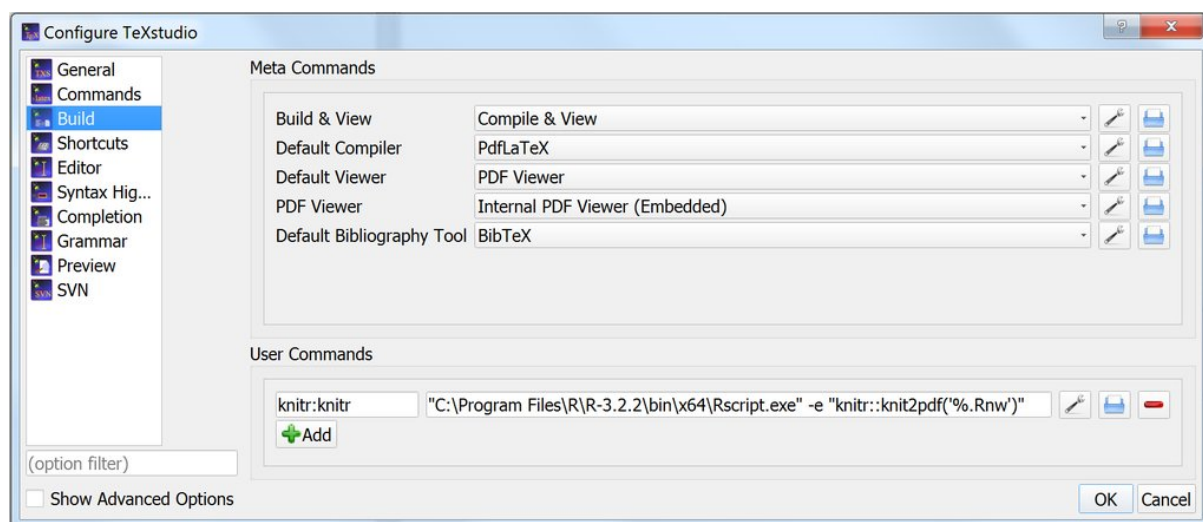 Configure TeXstudio
General
Commands
Build
Shortcuts
Editor
Syntax Hig...
Completion
Grammar
Preview
SVN
(option filter)
Show Advanced Options
Meta Commands
Build & View Compile & View
Default Compiler PdfLaTeX
Default Viewer PDF Viewer
PDF Viewer Internal PDF Viewer (Embedded)
Default Bibliography Tool BibTeX
User Commands
knitr:knitr "C:\Program Files\R\R-3.2.2\bin\x64\Rscript.exe" -e "knitr::knit2pdf('%.Rnw')"
Add
OK Cancel